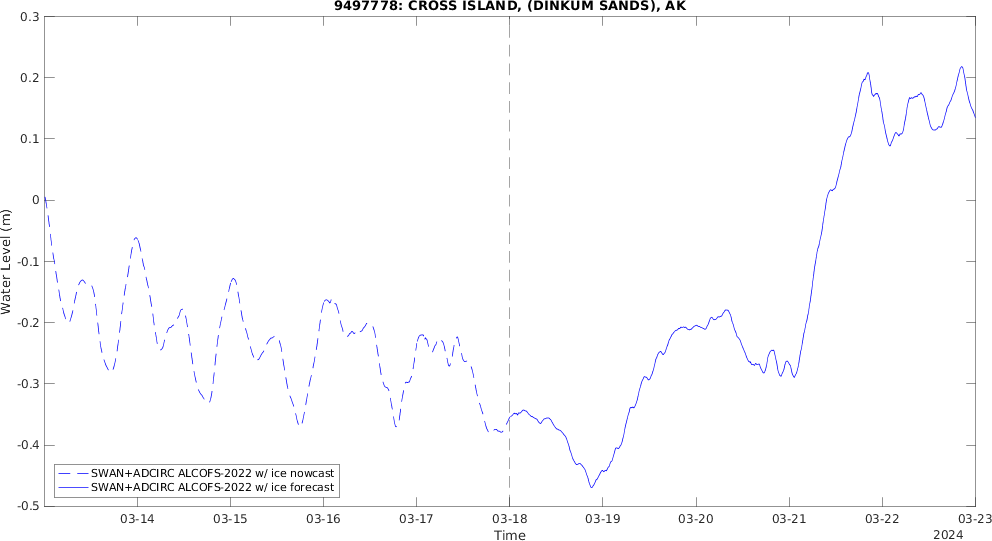 9497778: CROSS ISLAND, (DINKUM SANDS), AK
0.3
0.2
0.1
0
-0.1
-0.2
-0.3
-0.4
-0.5
Water Level (m)
SWAN+ADCIRC ALCOFS-2022 w/ ice nowcast
SWAN+ADCIRC ALCOFS-2022 w/ ice forecast
03-14 03-15 03-16 03-17 03-18 03-19 03-20 03-21 03-22 03-23
Time
2024